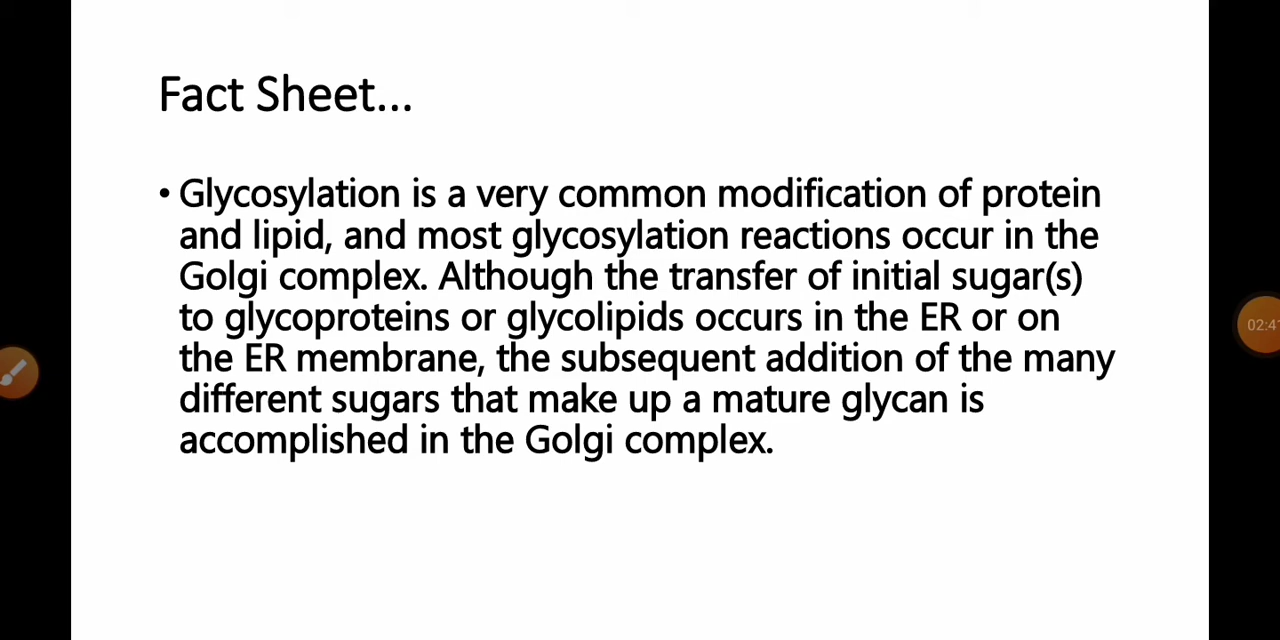 Fact Sheet...
• Glycosylation is a very common modification of protein
and lipid, and most glycosylation reactions occur in the
Golgi complex. Although the transfer of initial sugar(s)
to glycoproteins or glycolipids occurs in the ER or on
the ER membrane, the subsequent addition of the many
different sugars that make up a mature glycan is
accomplished in the Golgi complex.